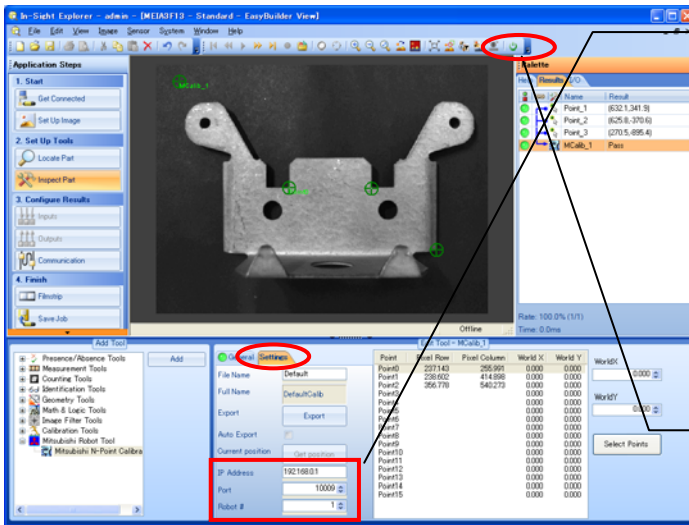 In-Sight Explorer - admin - [MEIA3F13 - Standard - EasyBuilder View]
File Edit View Image Sensor System Window Help
Application Steps
1. Start
Get Connected
Set Up Image
2. Set Up Tools
Locate Part
Inspect Part
3. Configure Results
Inputs
Outputs
Communication
4. Finish
Filmstrip
Save Job
MCalib_1
Offline
Palette
Results I/O
Name Result
Point_1 (632.1,341.9)
Point_2 (625.8,-370.6)
Point_3 (270.5,-895.4)
MCalib_1 Pass
Rate: 100.0% (1/1)
Time: 0.0ms
Add Tool
Presence/Absence Tools
Measurement Tools
Counting Tools
Identification Tools
Geometry Tools
Math & Logic Tools
Image Filter Tools
Calibration Tools
Mitsubishi Robot Tool
Mitsubishi N-Point Calibra
Add
Edit Tool - MCalib_1
General Settings
File Name Default
Full Name DefaultCalib
Export Export
Auto Export
Current position Get position
IP Address 192.168.0.1
Port 10009
Robot # 1
Point Pixel Row Pixel Column World X World Y
Point0 237.143 255.991 0.000 0.000
Point1 238.602 414.898 0.000 0.000
Point2 356.778 540.273 0.000 0.000
Point3 0.000 0.000
Point4 0.000 0.000
Point5 0.000 0.000
Point6 0.000 0.000
Point7 0.000 0.000
Point8 0.000 0.000
Point9 0.000 0.000
Point10 0.000 0.000
Point11 0.000 0.000
Point12 0.000 0.000
Point13 0.000 0.000
Point14 0.000 0.000
Point15 0.000 0.000
WorldX
0.000
WorldY
0.000
Select Points